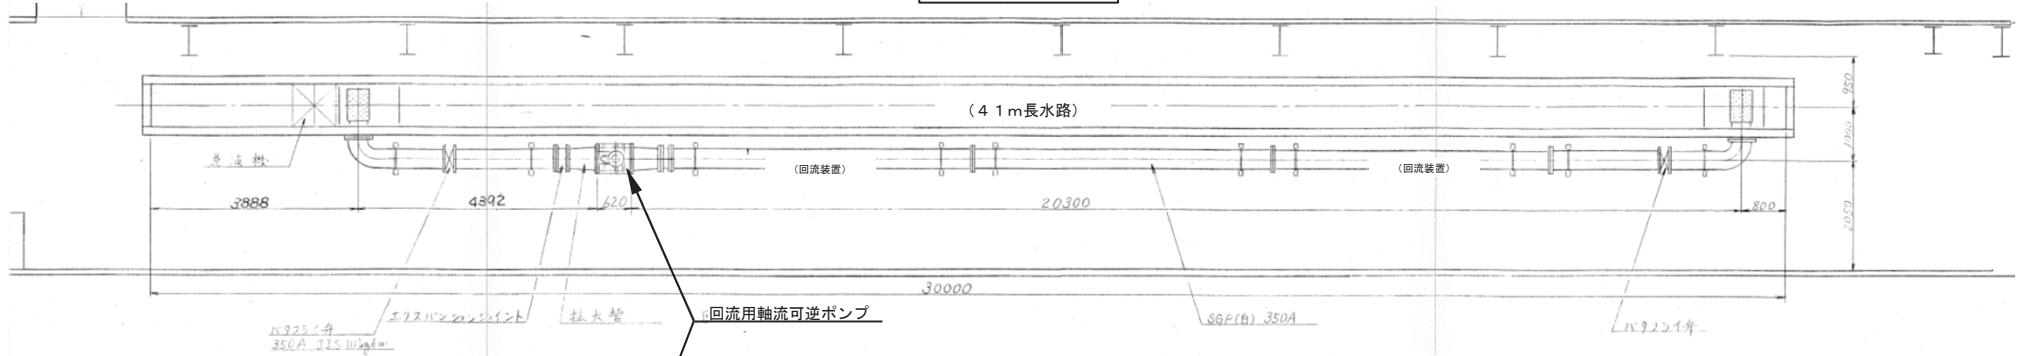 (41m長水路)
950
1000
2050
造波機
(回流装置)
(回流装置)
3888
4892
620
20300
800
30000
回流用軸流可逆ポンプ
エクスパンションジョイント
拡大管
SGP(白) 350A
バタフライ弁
350A JIS 10kg/cm
バタフライ弁